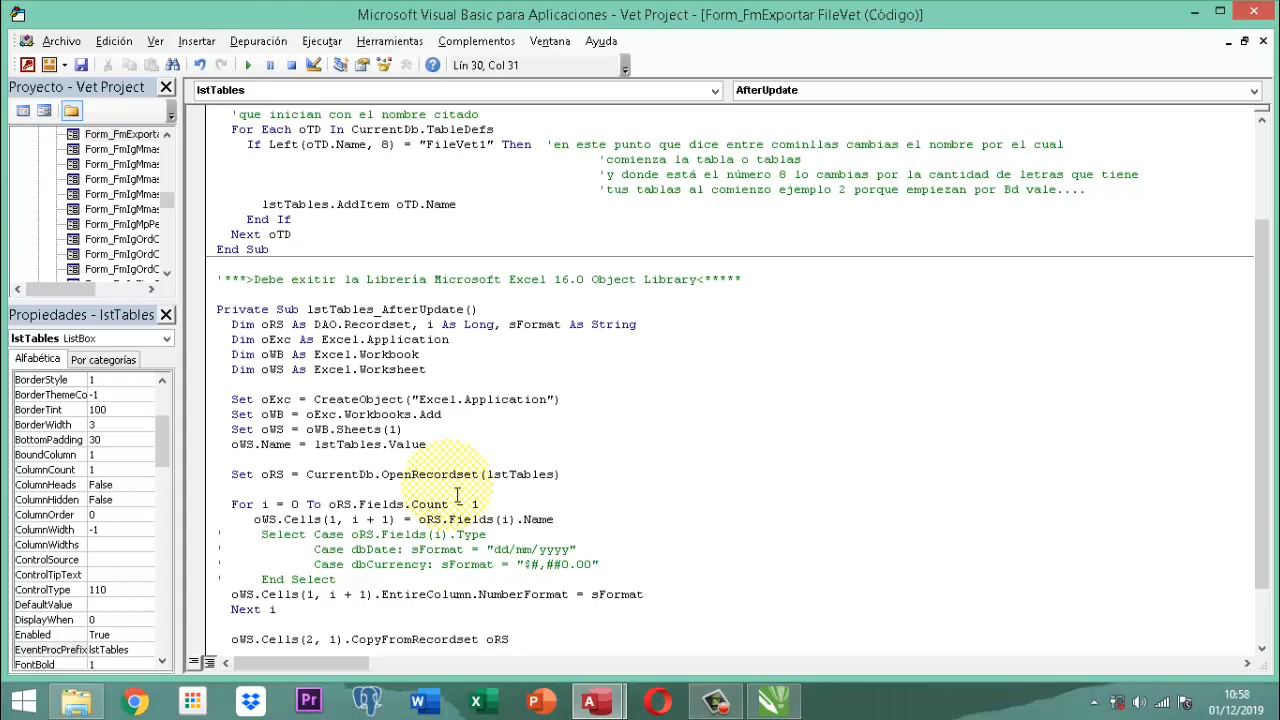 Microsoft Visual Basic para Aplicaciones - Vet Project - [Form_FmExportar FileVet (Código)]
Archivo Edición Ver Insertar Depuración Ejecutar Herramientas Complementos Ventana Ayuda
Lín 30, Col 31
Proyecto - Vet Project
lstTables
AfterUpdate
Form_FmExporta
Form_FmIgMmas
Form_FmIgMmas
Form_FmIgMmas
Form_FmIgMmas
Form_FmIgMmas
Form_FmIgMpPe
Form_FmIgOrdC
Form_FmIgOrdC
Form_FmIgOrdC
Propiedades - lstTables
lstTables ListBox
Alfabética Por categorías
BorderStyle 1
BorderThemeCo -1
BorderTint 100
BorderWidth 3
BottomPadding 30
BoundColumn 1
ColumnCount 1
ColumnHeads False
ColumnHidden False
ColumnOrder 0
ColumnWidth -1
ColumnWidths
ControlSource
ControlTipText
ControlType 110
DefaultValue
DisplayWhen 0
Enabled True
EventProcPrefix lstTables
FontBold 1
'que inician con el nombre citado
For Each oTD In CurrentDb.TableDefs
If Left(oTD.Name, 8) = "FileVet1" Then 'en este punto que dice entre cominllas cambias el nombre por el cual
'comienza la tabla o tablas
'y donde está el número 8 lo cambias por la cantidad de letras que tiene
'tus tablas al comienzo ejemplo 2 porque empiezan por Bd vale....
lstTables.AddItem oTD.Name
End If
Next oTD
End Sub
'***>Debe exitir la Librería Microsoft Excel 16.0 Object Library<*****
Private Sub lstTables_AfterUpdate()
Dim oRS As DAO.Recordset, i As Long, sFormat As String
Dim oExc As Excel.Application
Dim oWB As Excel.Workbook
Dim oWS As Excel.Worksheet
Set oExc = CreateObject("Excel.Application")
Set oWB = oExc.Workbooks.Add
Set oWS = oWB.Sheets(1)
oWS.Name = lstTables.Value
Set oRS = CurrentDb.OpenRecordset(lstTables)
For i = 0 To oRS.Fields.Count - 1
oWS.Cells(1, i + 1) = oRS.Fields(i).Name
' Select Case oRS.Fields(i).Type
' Case dbDate: sFormat = "dd/mm/yyyy"
' Case dbCurrency: sFormat = "$#,##0.00"
' End Select
oWS.Cells(1, i + 1).EntireColumn.NumberFormat = sFormat
Next i
oWS.Cells(2, 1).CopyFromRecordset oRS
Pr
10:58
01/12/2019